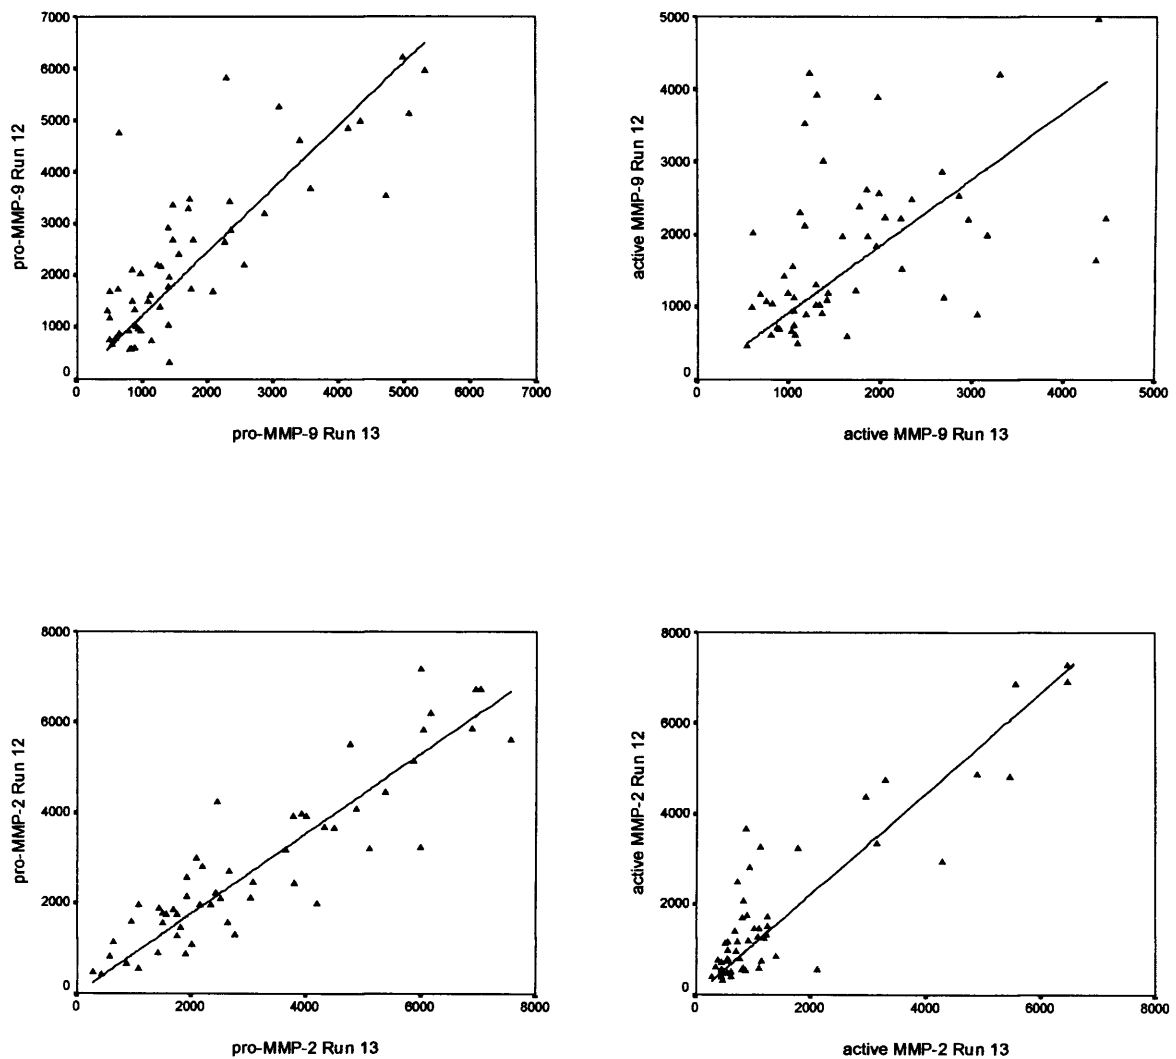 7000
6000
5000
4000
3000
2000
1000
0
pro-MMP-9 Run 12
0 1000 2000 3000 4000 5000 6000 7000
pro-MMP-9 Run 13
5000
4000
3000
2000
1000
0
active MMP-9 Run 12
0 1000 2000 3000 4000 5000
active MMP-9 Run 13
8000
6000
4000
2000
0
pro-MMP-2 Run 12
0 2000 4000 6000 8000
pro-MMP-2 Run 13
8000
6000
4000
2000
0
active MMP-2 Run 12
0 2000 4000 6000 8000
active MMP-2 Run 13